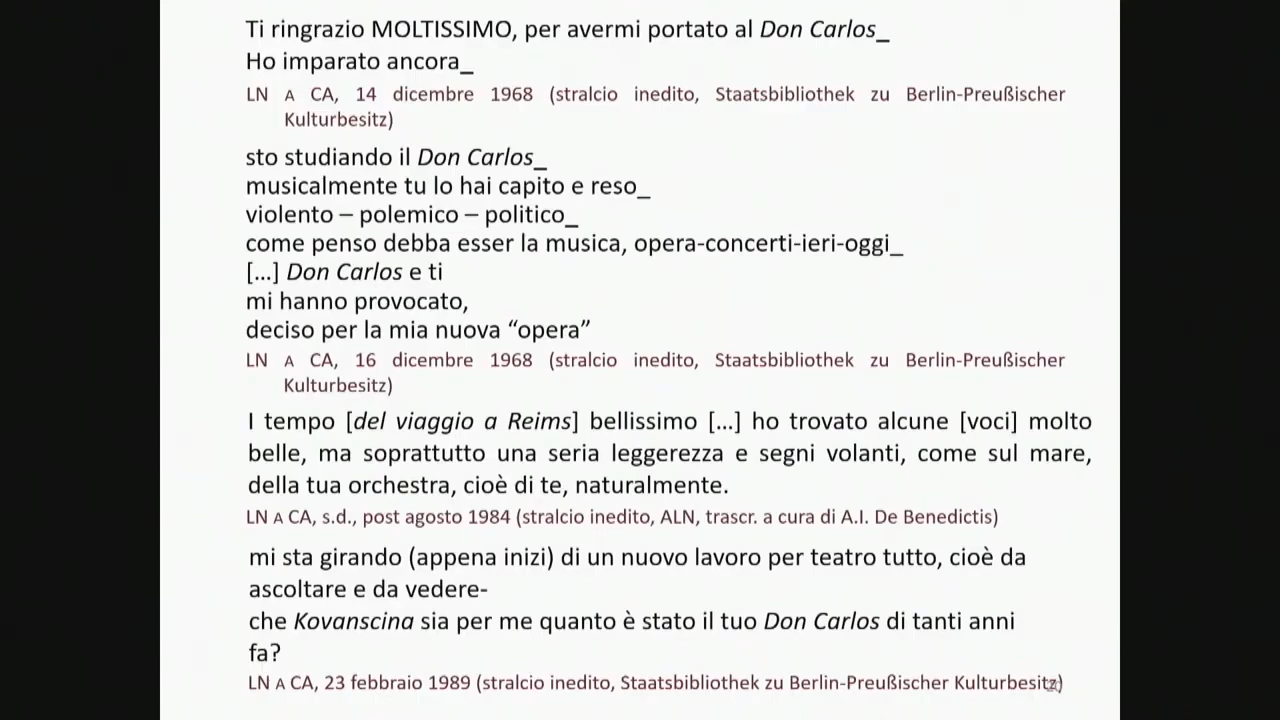 Ti ringrazio MOLTISSIMO, per avermi portato al Don Carlos_
Ho imparato ancora_
LN A CA, 14 dicembre 1968 (stralcio inedito, Staatsbibliothek zu Berlin-Preußischer
Kulturbesitz)
sto studiando il Don Carlos_
musicalmente tu lo hai capito e reso_
violento – polemico – politico_
come penso debba esser la musica, opera-concerti-ieri-oggi_
[…] Don Carlos e ti
mi hanno provocato,
deciso per la mia nuova “opera”
LN A CA, 16 dicembre 1968 (stralcio inedito, Staatsbibliothek zu Berlin-Preußischer
Kulturbesitz)
I tempo [del viaggio a Reims] bellissimo […] ho trovato alcune [voci] molto
belle, ma soprattutto una seria leggerezza e segni volanti, come sul mare,
della tua orchestra, cioè di te, naturalmente.
LN A CA, s.d., post agosto 1984 (stralcio inedito, ALN, trascr. a cura di A.I. De Benedictis)
mi sta girando (appena inizi) di un nuovo lavoro per teatro tutto, cioè da
ascoltare e da vedere-
che Kovanscina sia per me quanto è stato il tuo Don Carlos di tanti anni
fa?
LN A CA, 23 febbraio 1989 (stralcio inedito, Staatsbibliothek zu Berlin-Preußischer Kulturbesitz)